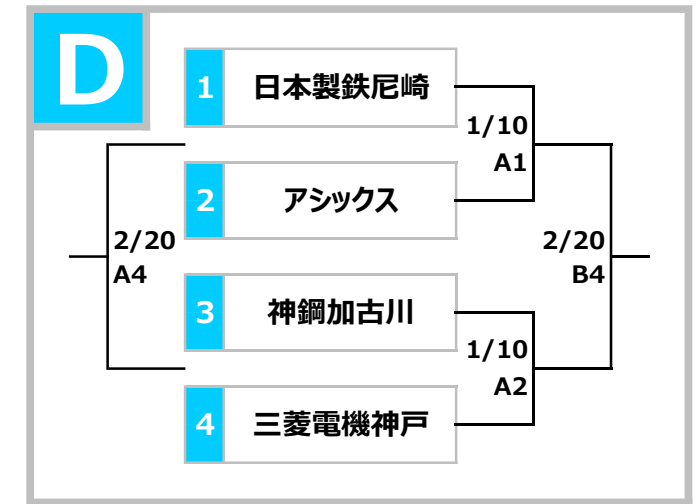 D
1 日本製鉄尼崎
1/10
A1
2 アシックス
2/20
A4
2/20
B4
3 神鋼加古川
1/10
A2
4 三菱電機神戸